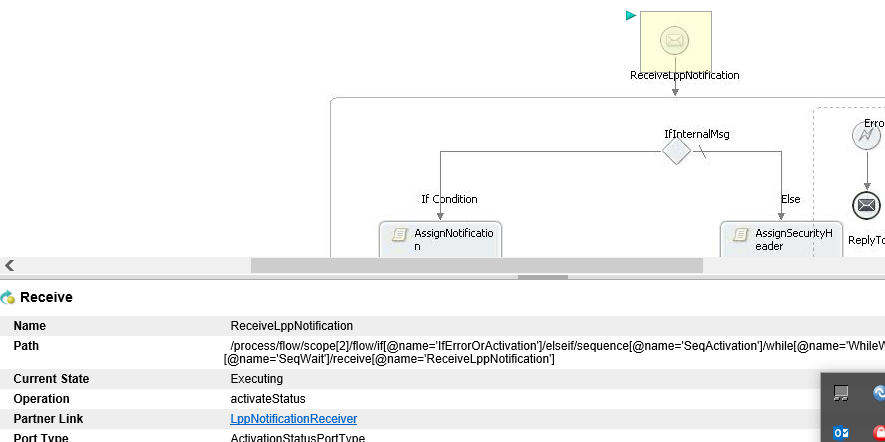 ReceiveLppNotification
IfInternalMsg
Erro
If Condition
Else
AssignNotificatio
n
AssignSecurityH
eader
ReplyTo
Receive
Name ReceiveLppNotification
Path /process/flow/scope[2]/flow/if[@name='IfErrorOrActivation']/elseif/sequence[@name='SeqActivation']/while[@name='WhileW
[@name='SeqWait']/receive[@name='ReceiveLppNotification']
Current State Executing
Operation activateStatus
Partner Link LppNotificationReceiver
Port Type ActivationStatusPortType